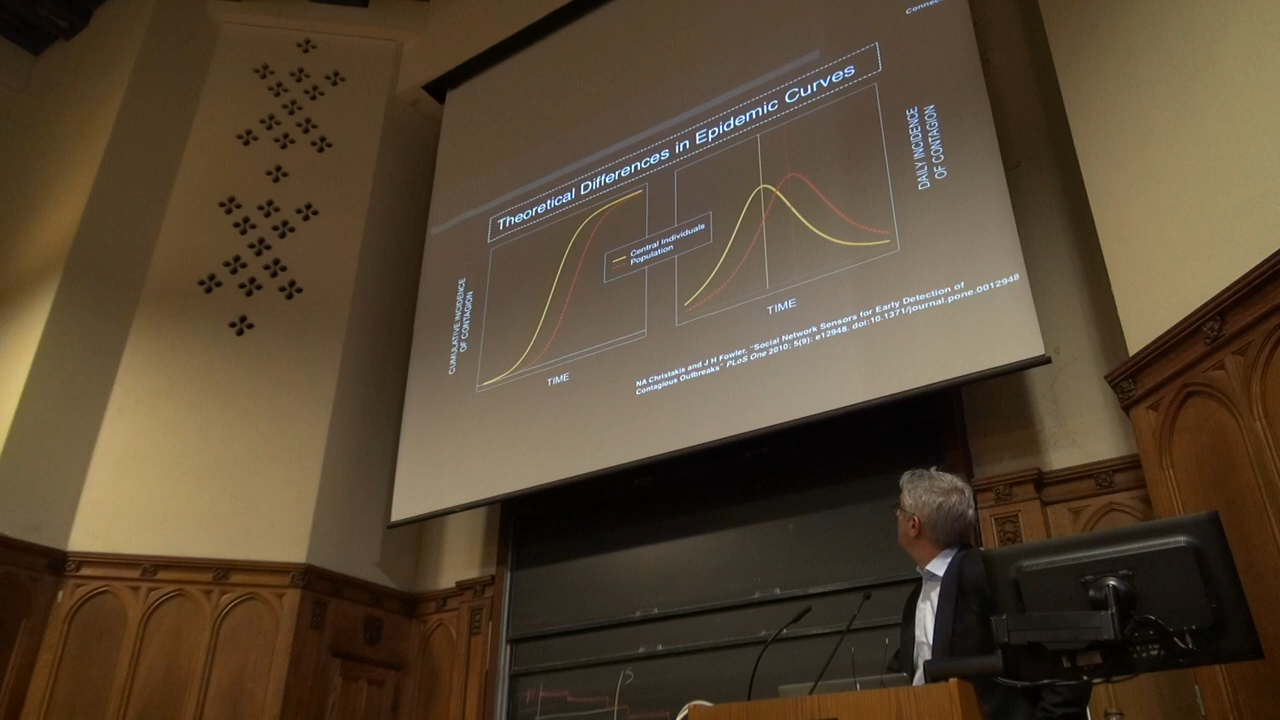 Theoretical Differences in Epidemic Curves
CUMULATIVE INCIDENCE
OF CONTAGION
TIME
Central Individuals
Population
TIME
DAILY INCIDENCE
OF CONTAGION
NA Christakis and J H Fowler, "Social Network Sensors for Early Detection of
Contagious Outbreaks" PLoS One 2010; 5(9): e12948. doi:10.1371/journal.pone.0012948